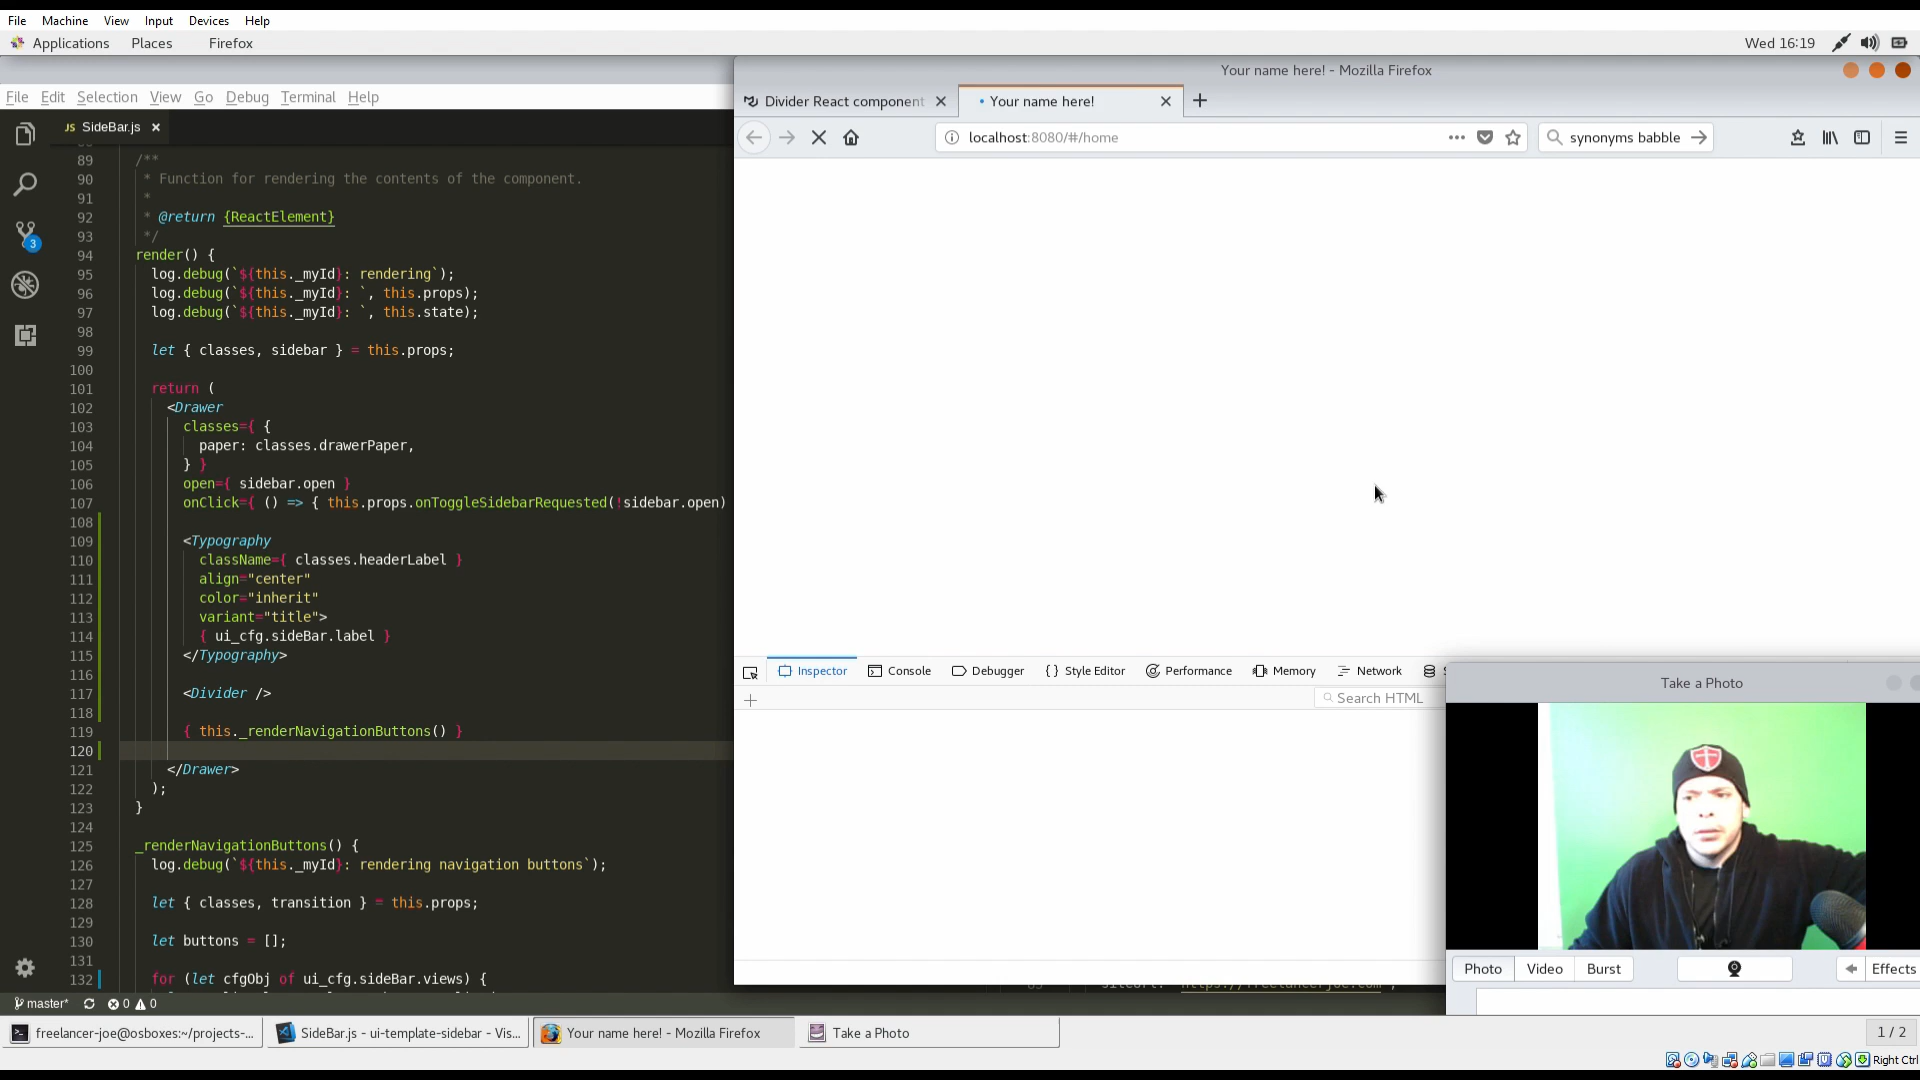 File Machine View Input Devices Help
Applications Places Firefox Wed 16:19
Your name here! - Mozilla Firefox
File Edit Selection View Go Debug Terminal Help
Divider React component Your name here!
JS SideBar.js
localhost:8080/#/home synonyms babble
89 /**
90 * Function for rendering the contents of the component.
91 *
92 * @return {ReactElement}
93 */
94 render() {
95 log.debug(`${this._myId}: rendering`);
96 log.debug(`${this._myId}: `, this.props);
97 log.debug(`${this._myId}: `, this.state);
98
99 let { classes, sidebar } = this.props;
100
101 return (
102 <Drawer
103 classes={ {
104 paper: classes.drawerPaper,
105 } }
106 open={ sidebar.open }
107 onClick={ () => { this.props.onToggleSidebarRequested(!sidebar.open)
108
109 <Typography
110 className={ classes.headerLabel }
111 align="center"
112 color="inherit"
113 variant="title">
114 { ui_cfg.sideBar.label }
115 </Typography>
116
117 <Divider />
118
119 { this._renderNavigationButtons() }
120
121 </Drawer>
122 );
123 }
124
125 _renderNavigationButtons() {
126 log.debug(`${this._myId}: rendering navigation buttons`);
127
128 let { classes, transition } = this.props;
129
130 let buttons = [];
131
132 for (let cfgObj of ui_cfg.sideBar.views) {
3
Inspector Console Debugger {} Style Editor Performance Memory Network
Search HTML
Take a Photo
Photo Video Burst Effects
master* 0 0
freelancer-joe@osboxes:~/projects-... SideBar.js - ui-template-sidebar - Vis... Your name here! - Mozilla Firefox Take a Photo 1 / 2
Right Ctrl